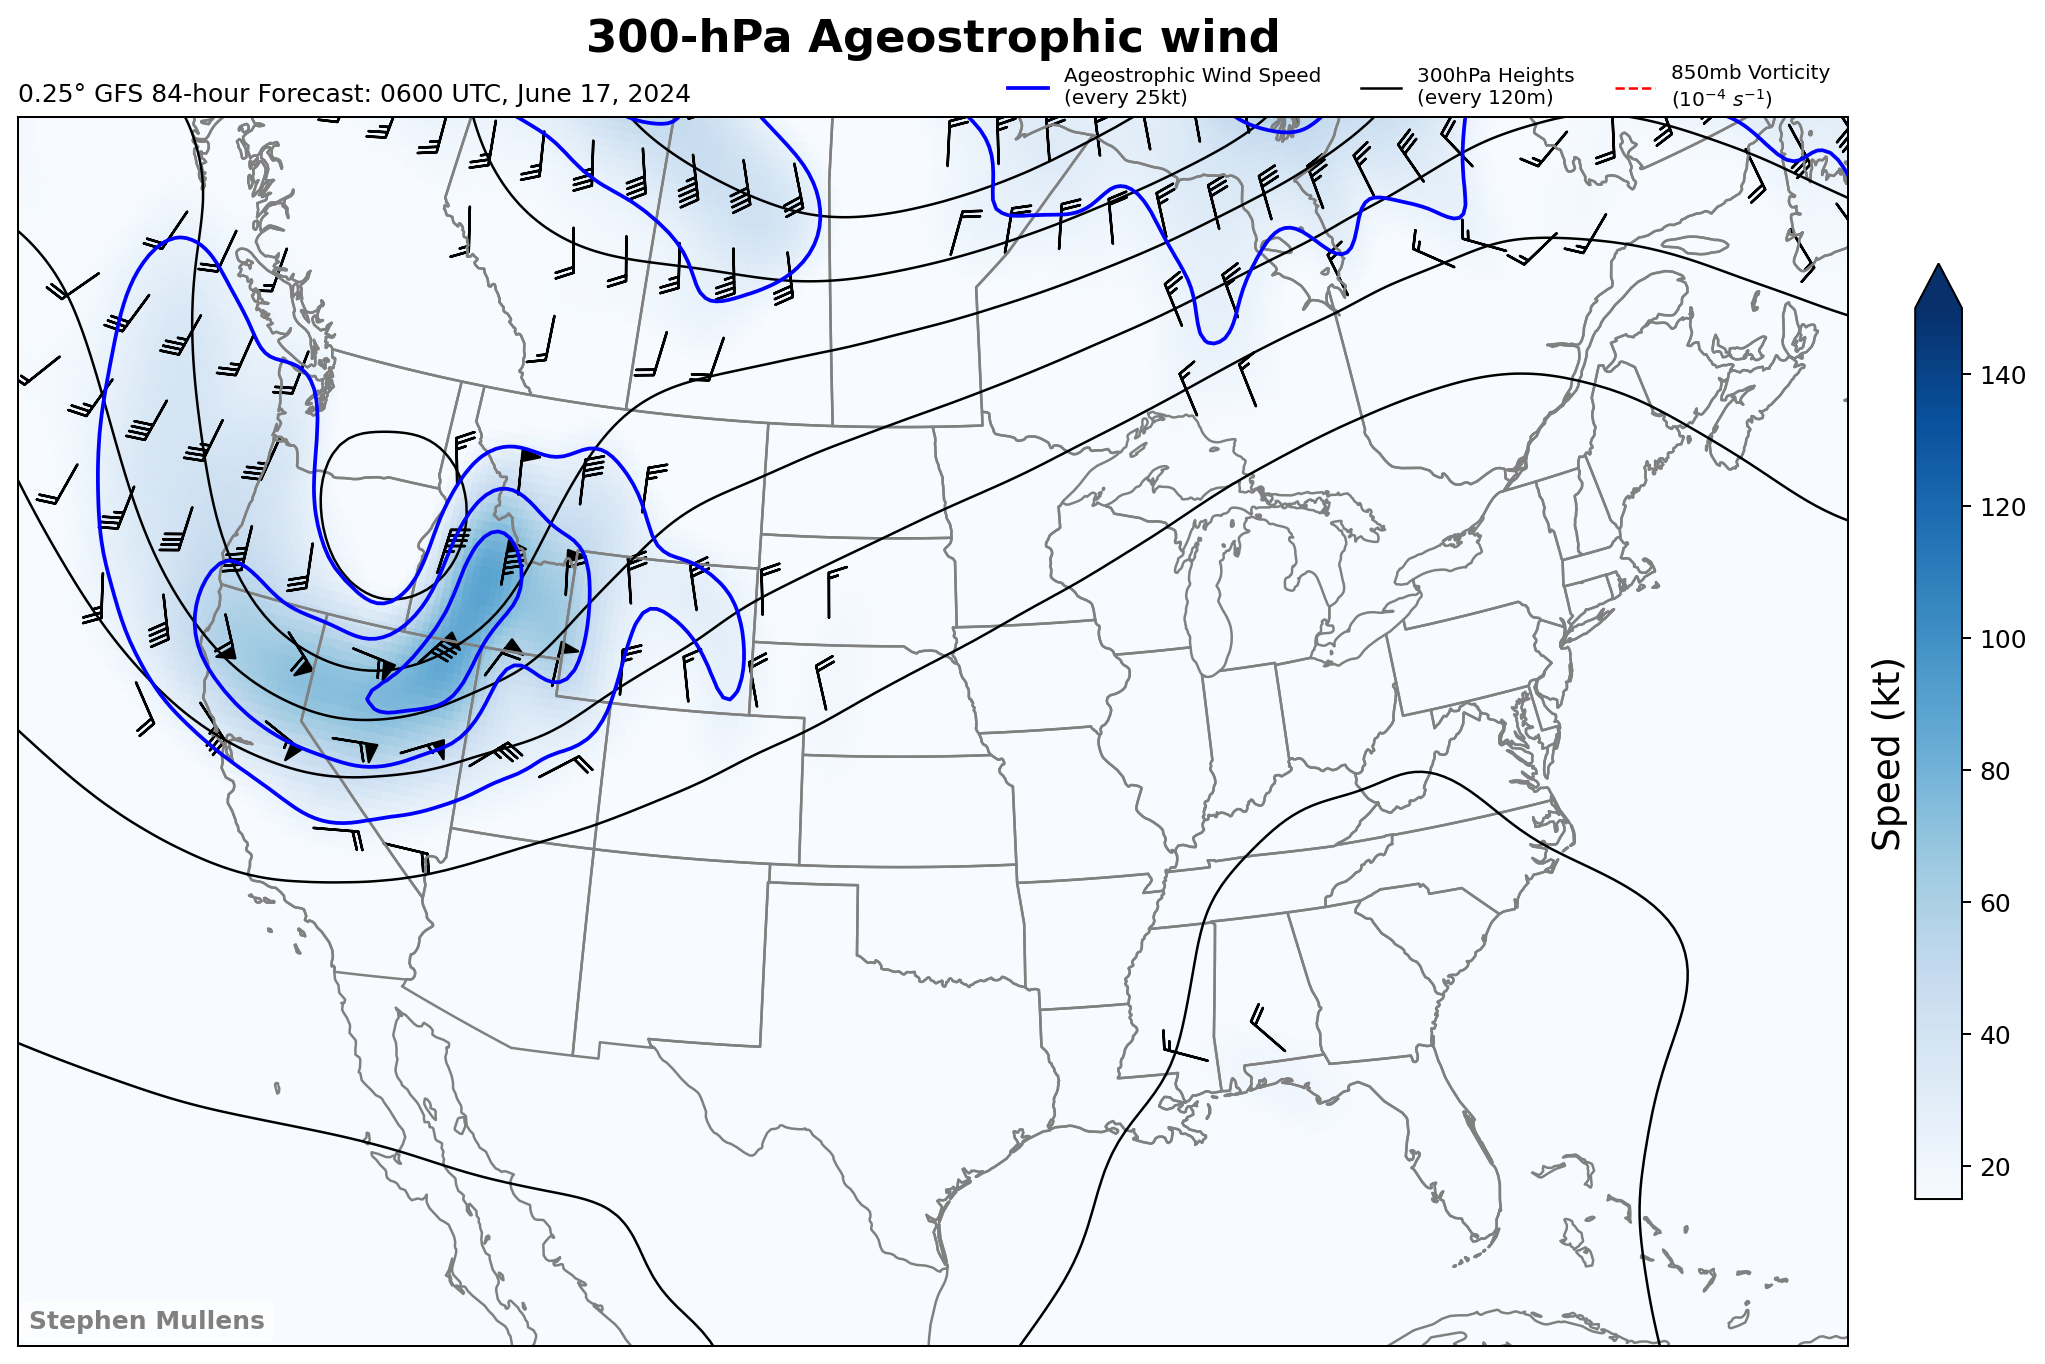 300-hPa Ageostrophic wind
0.25° GFS 84-hour Forecast: 0600 UTC, June 17, 2024
Ageostrophic Wind Speed
(every 25kt)
300hPa Heights
(every 120m)
850mb Vorticity
(10⁻⁴ s⁻¹)
140
120
100
80
60
40
20
Speed (kt)
Stephen Mullens